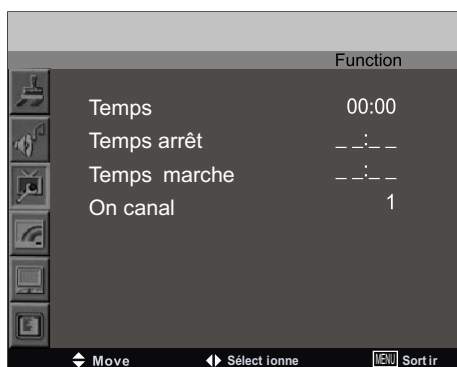 Function
Temps 00:00
Temps arrêt _ _:_ _
Temps marche _ _:_ _
On canal 1
Move Sélect ionne MENU Sort ir